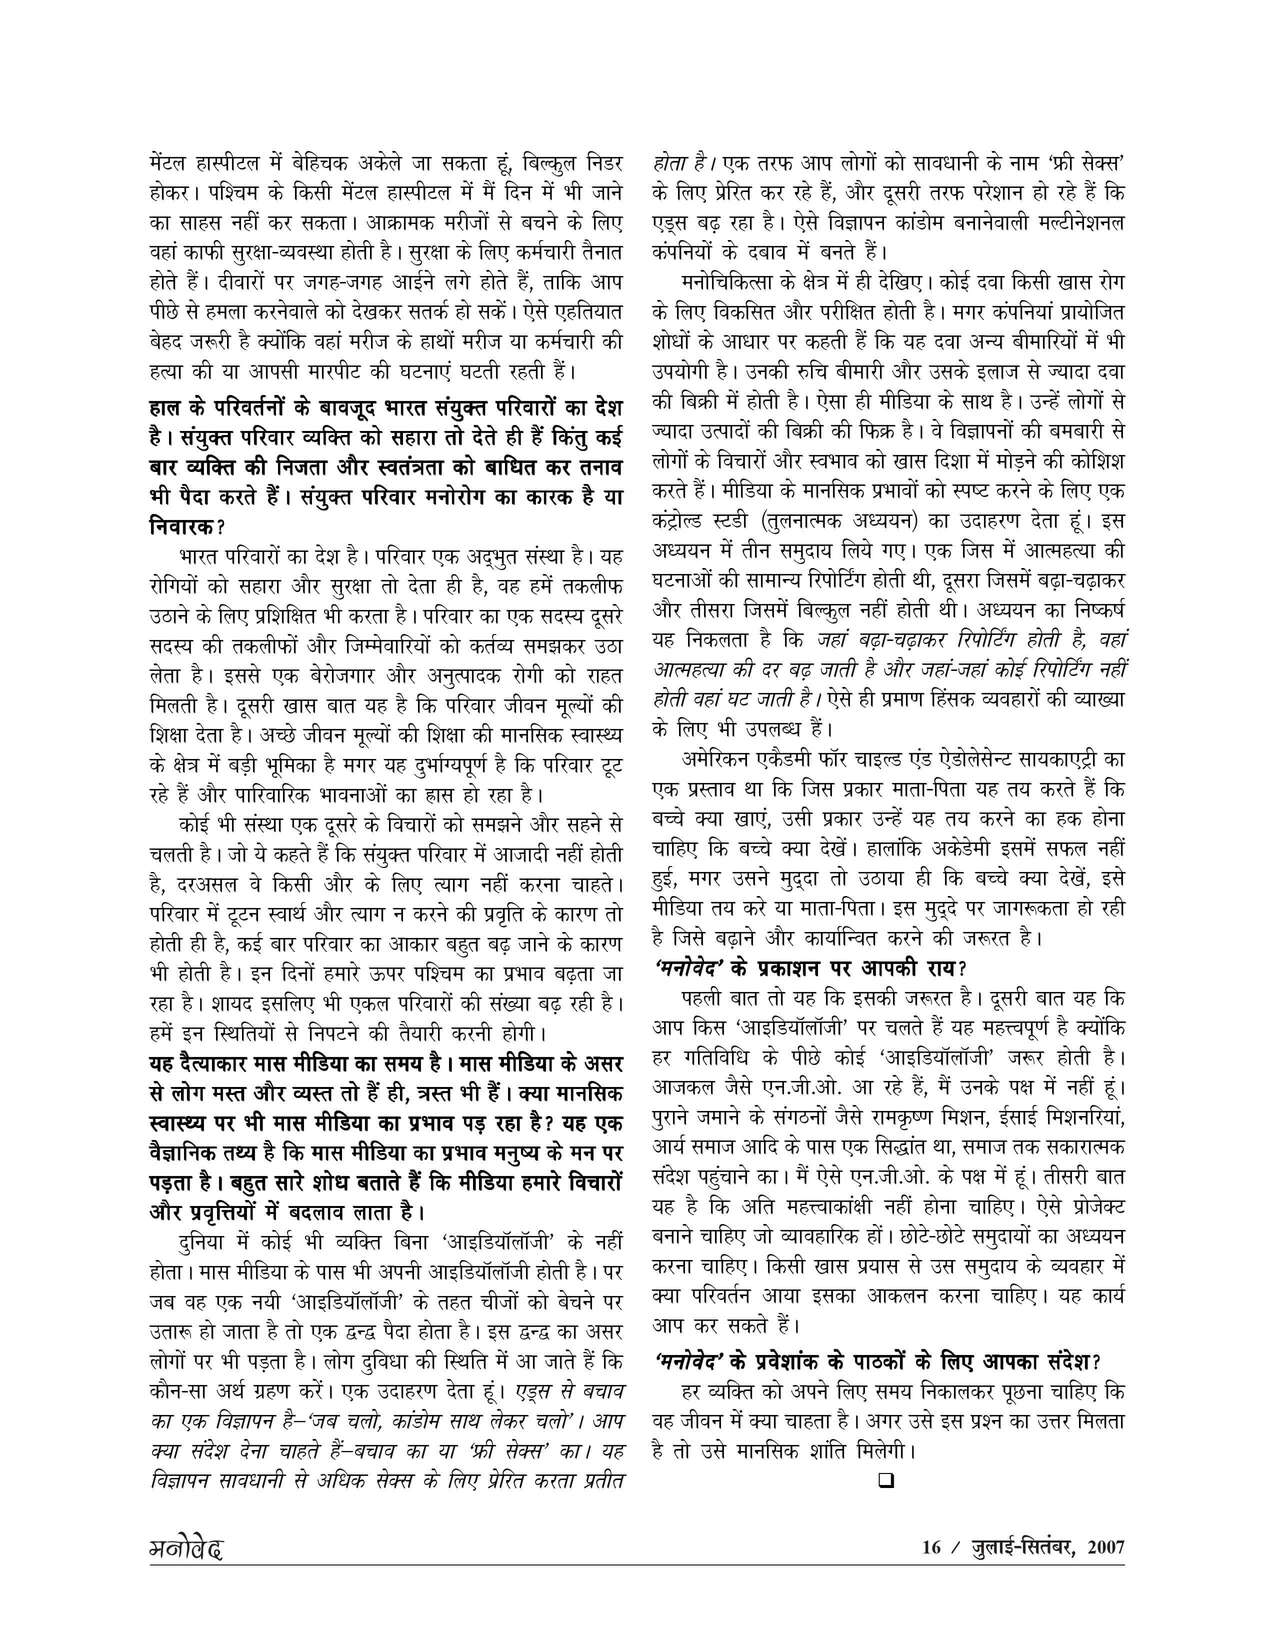 मेंटल हास्पीटल में बेहिचक अकेले जा सकता हूं, बिल्कुल निडर
होकर। पश्चिम के किसी मेंटल हास्पीटल में मैं दिन में भी जाने
का साहस नहीं कर सकता। आक्रामक मरीजों से बचने के लिए
वहां काफी सुरक्षा-व्यवस्था होती है। सुरक्षा के लिए कर्मचारी तैनात
होते हैं। दीवारों पर जगह-जगह आईने लगे होते हैं, ताकि आप
पीछे से हमला करनेवाले को देखकर सतर्क हो सकें। ऐसे एहतियात
बेहद जरूरी है क्योंकि वहां मरीज के हाथों मरीज या कर्मचारी की
हत्या की या आपसी मारपीट की घटनाएं घटती रहती हैं।
हाल के परिवर्तनों के बावजूद भारत संयुक्त परिवारों का देश
है। संयुक्त परिवार व्यक्ति को सहारा तो देते ही हैं किंतु कई
बार व्यक्ति की निजता और स्वतंत्रता को बाधित कर तनाव
भी पैदा करते हैं। संयुक्त परिवार मनोरोग का कारक है या
निवारक?
भारत परिवारों का देश है। परिवार एक अद्‌भुत संस्था है। यह
रोगियों को सहारा और सुरक्षा तो देता ही है, वह हमें तकलीफ
उठाने के लिए प्रशिक्षित भी करता है। परिवार का एक सदस्य दूसरे
सदस्य की तकलीफों और जिम्मेवारियों को कर्तव्य समझकर उठा
लेता है। इससे एक बेरोजगार और अनुत्पादक रोगी को राहत
मिलती है। दूसरी खास बात यह है कि परिवार जीवन मूल्यों की
शिक्षा देता है। अच्छे जीवन मूल्यों की शिक्षा की मानसिक स्वास्थ्य
के क्षेत्र में बड़ी भूमिका है मगर यह दुर्भाग्यपूर्ण है कि परिवार टूट
रहे हैं और पारिवारिक भावनाओं का ह्रास हो रहा है।
कोई भी संस्था एक दूसरे के विचारों को समझने और सहने से
चलती है। जो ये कहते हैं कि संयुक्त परिवार में आजादी नहीं होती
है, दरअसल वे किसी और के लिए त्याग नहीं करना चाहते।
परिवार में टूटन स्वार्थ और त्याग न करने की प्रवृति के कारण तो
होती ही है, कई बार परिवार का आकार बहुत बढ़ जाने के कारण
भी होती है। इन दिनों हमारे ऊपर पश्चिम का प्रभाव बढ़ता जा
रहा है। शायद इसलिए भी एकल परिवारों की संख्या बढ़ रही है।
हमें इन स्थितियों से निपटने की तैयारी करनी होगी।
यह दैत्याकार मास मीडिया का समय है। मास मीडिया के असर
से लोग मस्त और व्यस्त तो हैं ही, त्रस्त भी हैं। क्या मानसिक
स्वास्थ्य पर भी मास मीडिया का प्रभाव पड़ रहा है? यह एक
वैज्ञानिक तथ्य है कि मास मीडिया का प्रभाव मनुष्य के मन पर
पड़ता है। बहुत सारे शोध बताते हैं कि मीडिया हमारे विचारों
और प्रवृत्तियों में बदलाव लाता है।
दुनिया में कोई भी व्यक्ति बिना ‘आइडियॉलॉजी’ के नहीं
होता। मास मीडिया के पास भी अपनी आइडियॉलॉजी होती है। पर
जब वह एक नयी ‘आइडियॉलॉजी’ के तहत चीजों को बेचने पर
उतारू हो जाता है तो एक द्वन्द्व पैदा होता है। इस द्वन्द्व का असर
लोगों पर भी पड़ता है। लोग दुविधा की स्थिति में आ जाते हैं कि
कौन-सा अर्थ ग्रहण करें। एक उदाहरण देता हूं। एड्स से बचाव
का एक विज्ञापन है–‘जब चलो, कांडोम साथ लेकर चलो’। आप
क्या संदेश देना चाहते हैं–बचाव का या ‘फ्री सेक्स’ का। यह
विज्ञापन सावधानी से अधिक सेक्स के लिए प्रेरित करता प्रतीत
होता है। एक तरफ आप लोगों को सावधानी के नाम ‘फ्री सेक्स’
के लिए प्रेरित कर रहे हैं, और दूसरी तरफ परेशान हो रहे हैं कि
एड्स बढ़ रहा है। ऐसे विज्ञापन कांडोम बनानेवाली मल्टीनेशनल
कंपनियों के दबाव में बनते हैं।
मनोचिकित्सा के क्षेत्र में ही देखिए। कोई दवा किसी खास रोग
के लिए विकसित और परीक्षित होती है। मगर कंपनियां प्रायोजित
शोधों के आधार पर कहती हैं कि यह दवा अन्य बीमारियों में भी
उपयोगी है। उनकी रुचि बीमारी और उसके इलाज से ज्यादा दवा
की बिक्री में होती है। ऐसा ही मीडिया के साथ है। उन्हें लोगों से
ज्यादा उत्पादों की बिक्री की फिक्र है। वे विज्ञापनों की बमबारी से
लोगों के विचारों और स्वभाव को खास दिशा में मोड़ने की कोशिश
करते हैं। मीडिया के मानसिक प्रभावों को स्पष्ट करने के लिए एक
कंट्रोल्ड स्टडी (तुलनात्मक अध्ययन) का उदाहरण देता हूं। इस
अध्ययन में तीन समुदाय लिये गए। एक जिस में आत्महत्या की
घटनाओं की सामान्य रिपोर्टिंग होती थी, दूसरा जिसमें बढ़ा-चढ़ाकर
और तीसरा जिसमें बिल्कुल नहीं होती थी। अध्ययन का निष्कर्ष
यह निकलता है कि जहां बढ़ा-चढ़ाकर रिपोर्टिंग होती है, वहां
आत्महत्या की दर बढ़ जाती है और जहां-जहां कोई रिपोर्टिंग नहीं
होती वहां घट जाती है। ऐसे ही प्रमाण हिंसक व्यवहारों की व्याख्या
के लिए भी उपलब्ध हैं।
अमेरिकन एकैडमी फॉर चाइल्ड एंड ऐडोलेसेन्ट सायकाएट्री का
एक प्रस्ताव था कि जिस प्रकार माता-पिता यह तय करते हैं कि
बच्चे क्या खाएं, उसी प्रकार उन्हें यह तय करने का हक होना
चाहिए कि बच्चे क्या देखें। हालांकि अकेडेमी इसमें सफल नहीं
हुई, मगर उसने मुद्‌दा तो उठाया ही कि बच्चे क्या देखें, इसे
मीडिया तय करे या माता-पिता। इस मुद्‌दे पर जागरूकता हो रही
है जिसे बढ़ाने और कार्यान्वित करने की जरूरत है।
‘मनोवेद’ के प्रकाशन पर आपकी राय?
पहली बात तो यह कि इसकी जरूरत है। दूसरी बात यह कि
आप किस ‘आइडियॉलॉजी’ पर चलते हैं यह महत्त्वपूर्ण है क्योंकि
हर गतिविधि के पीछे कोई ‘आइडियॉलॉजी’ जरूर होती है।
आजकल जैसे एन.जी.ओ. आ रहे हैं, मैं उनके पक्ष में नहीं हूं।
पुराने जमाने के संगठनों जैसे रामकृष्ण मिशन, ईसाई मिशनरियां,
आर्य समाज आदि के पास एक सिद्धांत था, समाज तक सकारात्मक
संदेश पहुंचाने का। मैं ऐसे एन.जी.ओ. के पक्ष में हूं। तीसरी बात
यह है कि अति महत्त्वाकांक्षी नहीं होना चाहिए। ऐसे प्रोजेक्ट
बनाने चाहिए जो व्यावहारिक हों। छोटे-छोटे समुदायों का अध्ययन
करना चाहिए। किसी खास प्रयास से उस समुदाय के व्यवहार में
क्या परिवर्तन आया इसका आकलन करना चाहिए। यह कार्य
आप कर सकते हैं।
‘मनोवेद’ के प्रवेशांक के पाठकों के लिए आपका संदेश?
हर व्यक्ति को अपने लिए समय निकालकर पूछना चाहिए कि
वह जीवन में क्या चाहता है। अगर उसे इस प्रश्न का उत्तर मिलता
है तो उसे मानसिक शांति मिलेगी।
❑
मनोवेद
16 / जुलाई-सितंबर, 2007